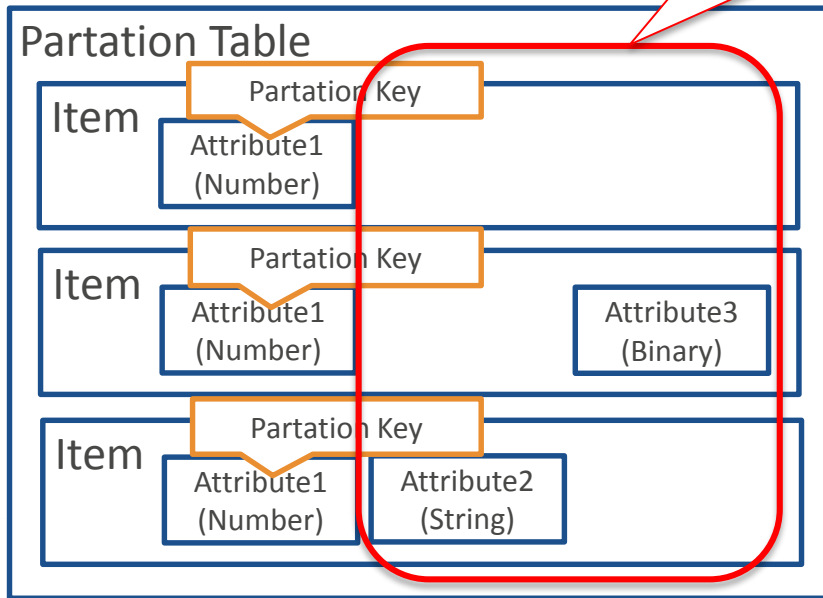 Partation Table
Item
Partation Key
Attribute1
(Number)
Item
Partation Key
Attribute1
(Number)
Attribute3
(Binary)
Item
Partation Key
Attribute1
(Number)
Attribute2
(String)